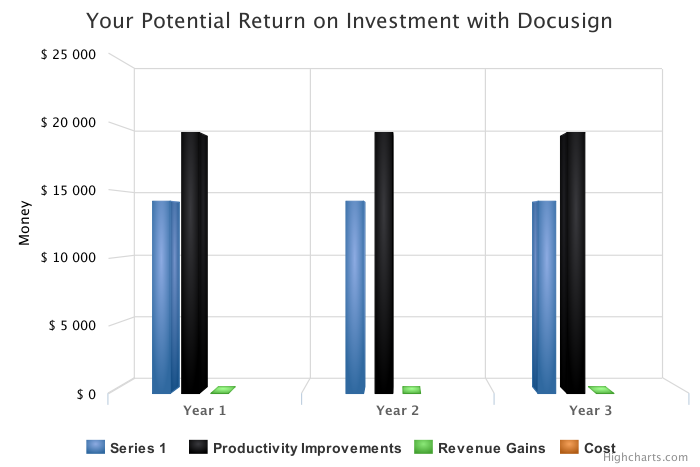 Your Potential Return on Investment with Docusign
$ 25 000
$ 20 000
$ 15 000
$ 10 000
$ 5 000
$ 0
Money
Year 1 Year 2 Year 3
Series 1 Productivity Improvements Revenue Gains Cost
Highcharts.com